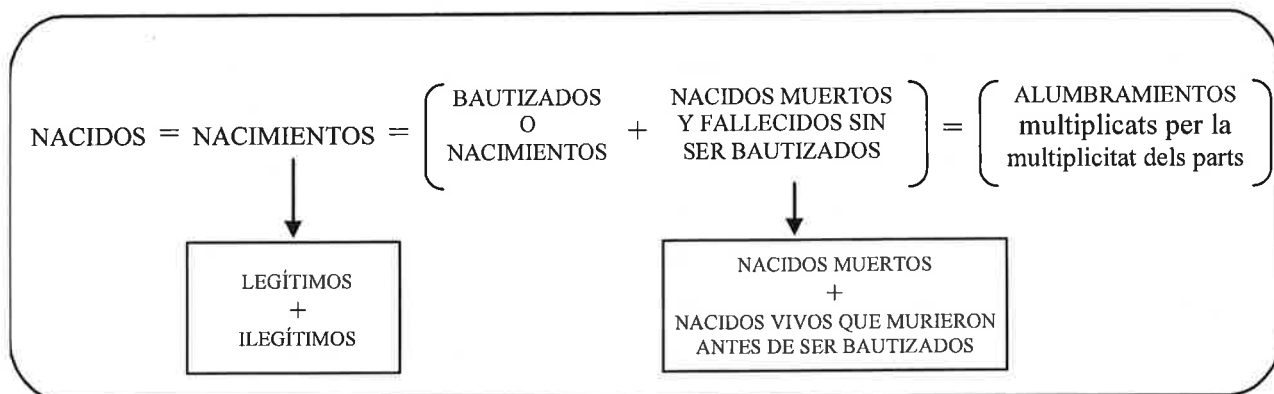 NACIDOS = NACIMIENTOS =
BAUTIZADOS
O
NACIMIENTOS
+
NACIDOS MUERTOS
Y FALLECIDOS SIN
SER BAUTIZADOS
=
ALUMBRAMIENTOS
multiplicats per la
multiplicitat dels parts
LEGÍTIMOS
+
ILEGÍTIMOS
NACIDOS MUERTOS
+
NACIDOS VIVOS QUE MURIERON
ANTES DE SER BAUTIZADOS